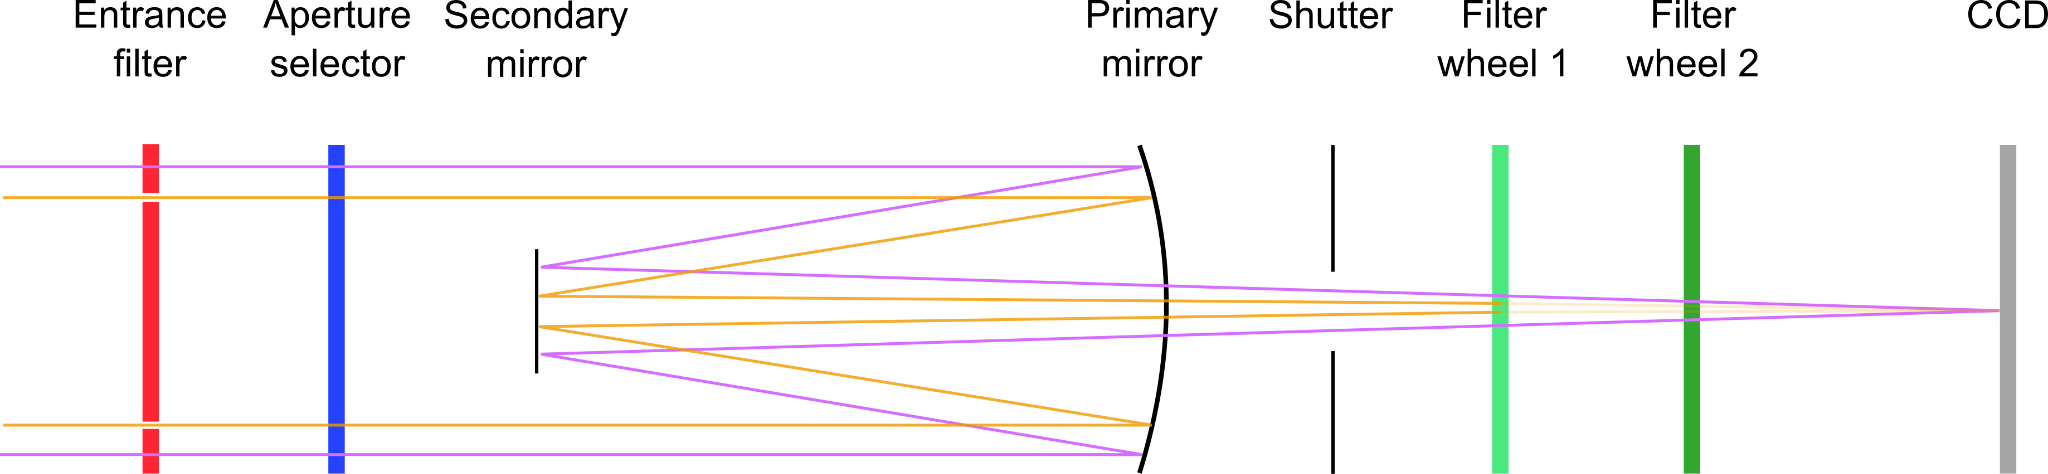 Entrance
filter
Aperture
selector
Secondary
mirror
Primary
mirror
Shutter
Filter
wheel 1
Filter
wheel 2
CCD